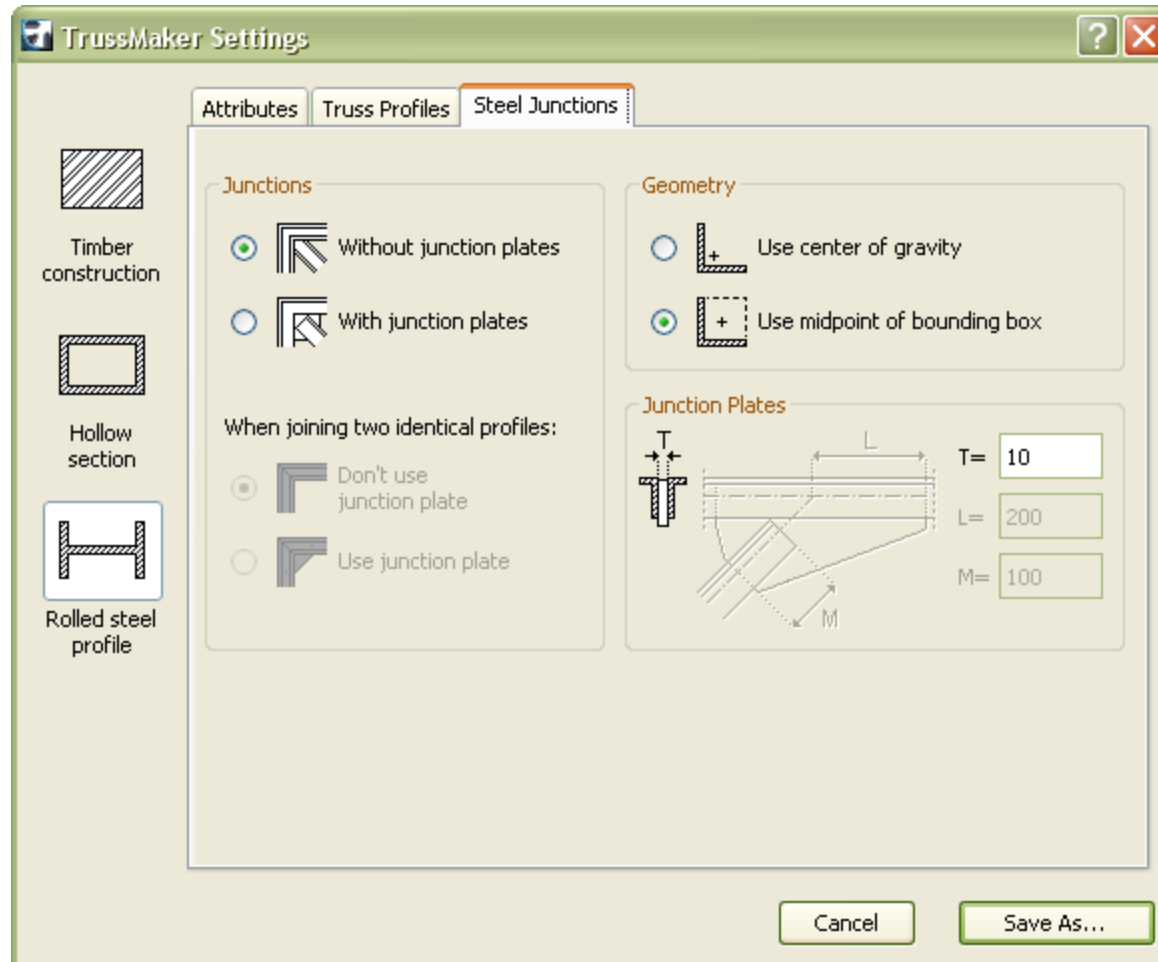 TrussMaker Settings
?
Attributes
Truss Profiles
Steel Junctions
Timber
construction
Hollow
section
Rolled steel
profile
Junctions
Without junction plates
With junction plates
When joining two identical profiles:
Don't use
junction plate
Use junction plate
Geometry
Use center of gravity
Use midpoint of bounding box
Junction Plates
T
L
M
T= 10
L= 200
M= 100
Cancel
Save As...